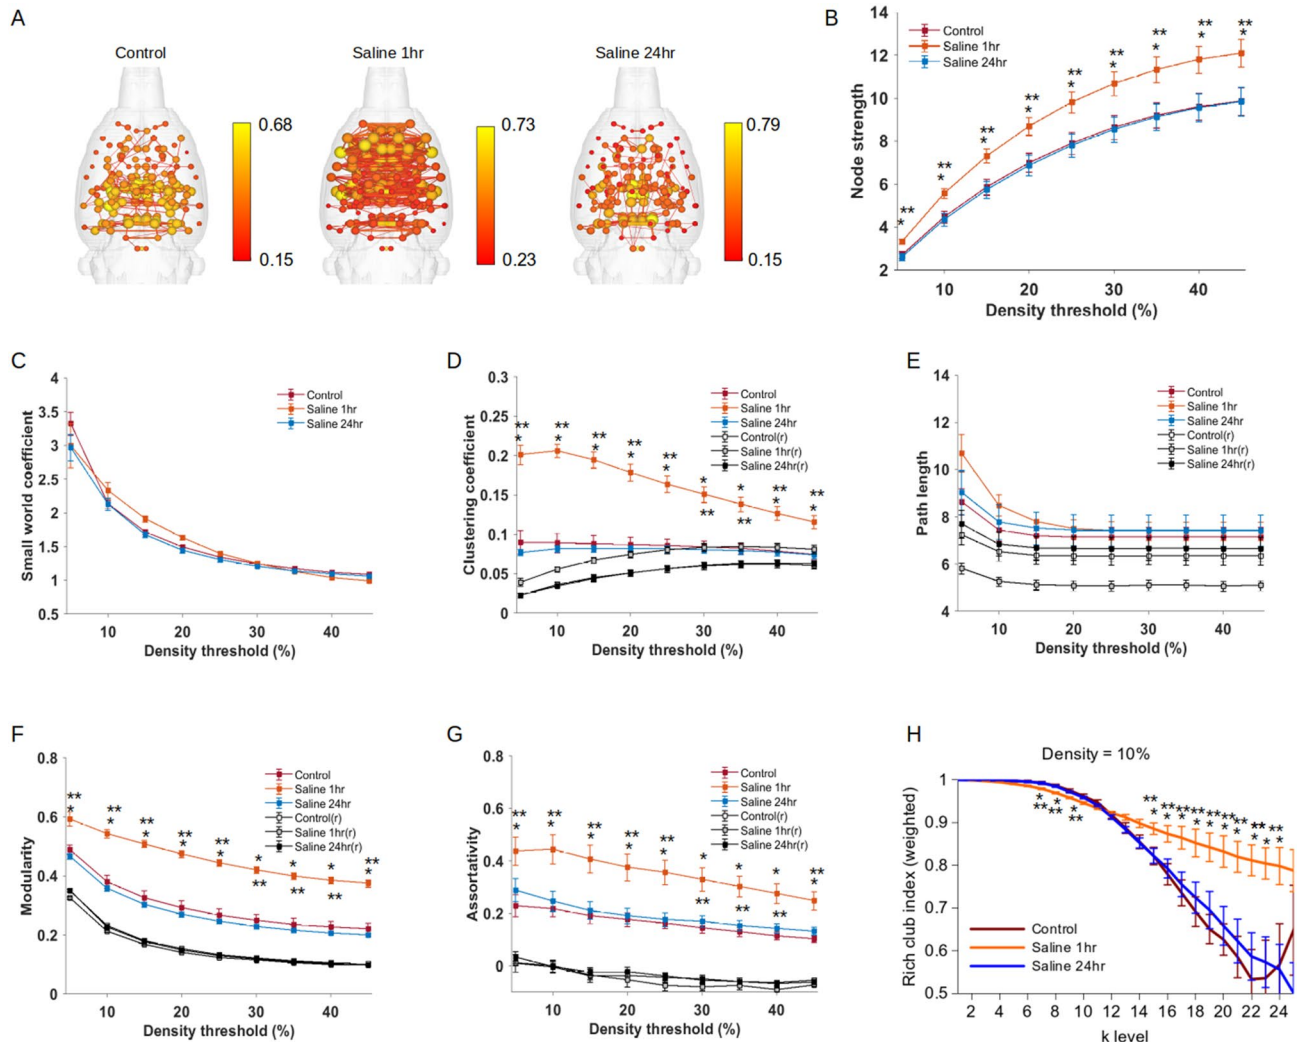 A
Control
Saline 1hr
Saline 24hr
0.68
0.15
0.73
0.23
0.79
0.15
B
Node strength
14
12
10
8
6
4
2
Control
Saline 1hr
Saline 24hr
** * ** * ** * ** * ** * ** * ** * ** * ** *
10 20 30 40
Density threshold (%)
C
Small world coefficient
4
3.5
3
2.5
2
1.5
1
0.5
Control
Saline 1hr
Saline 24hr
10 20 30 40
Density threshold (%)
D
Clustering coefficient
0.3
0.25
0.2
0.15
0.1
0.05
0
Control
Saline 1hr
Saline 24hr
Control(r)
Saline 1hr(r)
Saline 24hr(r)
** * ** * ** * ** * ** * * ** * ** ** * ** *
10 20 30 40
Density threshold (%)
E
Path length
14
12
10
8
6
4
Control
Saline 1hr
Saline 24hr
Control(r)
Saline 1hr(r)
Saline 24hr(r)
10 20 30 40
Density threshold (%)
F
Modularity
0.8
0.6
0.4
0.2
0
Control
Saline 1hr
Saline 24hr
Control(r)
Saline 1hr(r)
Saline 24hr(r)
** * ** * ** * ** * ** * * ** * ** * ** ** *
10 20 30 40
Density threshold (%)
G
Assortativity
0.8
0.6
0.4
0.2
0
Control
Saline 1hr
Saline 24hr
Control(r)
Saline 1hr(r)
Saline 24hr(r)
** * ** * ** * ** * ** * * ** * ** * ** ** *
10 20 30 40
Density threshold (%)
H
Density = 10%
Rich club index (weighted)
1
0.9
0.8
0.7
0.6
0.5
* ** * ** * ** ** * ** * ** * ** * ** * ** * ** * ** * ** *
Control
Saline 1hr
Saline 24hr
2 4 6 8 10 12 14 16 18 20 22 24
k level